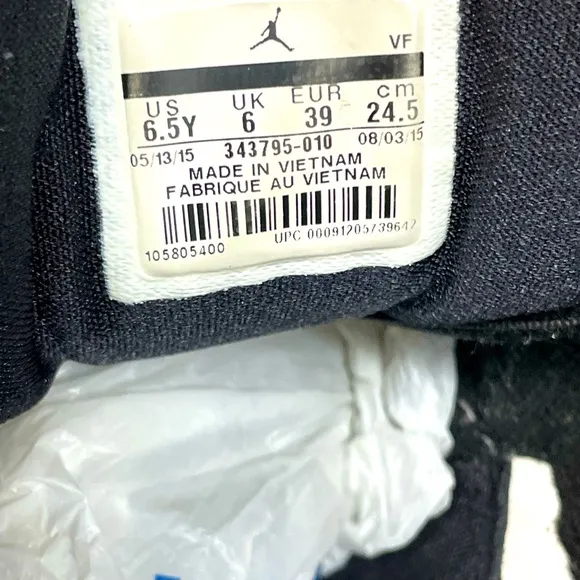 VF
US UK EUR cm
6.5Y 6 39 24.5
05/13/15 343795-010 08/03/15
MADE IN VIETNAM
FABRIQUE AU VIETNAM
105805400 UPC 00091205739642